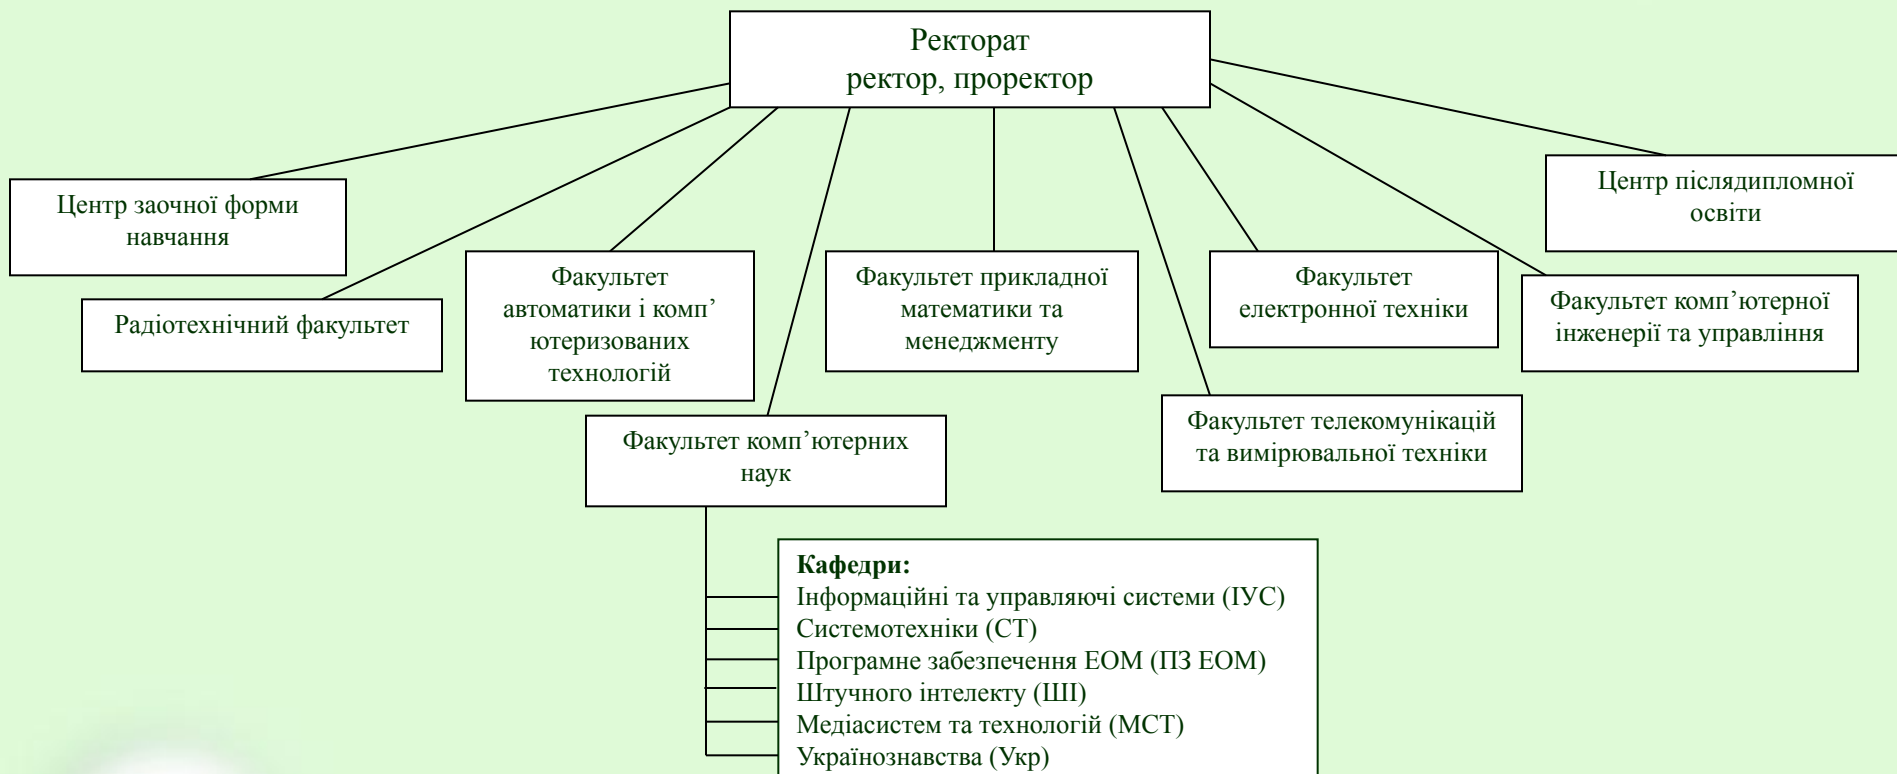 Ректорат
ректор, проректор
Центр заочної форми
навчання
Центр післядипломної
освіти
Радіотехнічний факультет
Факультет
автоматики і комп’
ютеризованих
технологій
Факультет прикладної
математики та
менеджменту
Факультет
електронної техніки
Факультет комп’ютерної
інженерії та управління
Факультет комп’ютерних
наук
Факультет телекомунікацій
та вимірювальної техніки
Кафедри:
Інформаційні та управляючі системи (ІУС)
Системотехніки (СТ)
Програмне забезпечення ЕОМ (ПЗ ЕОМ)
Штучного інтелекту (ШІ)
Медіасистем та технологій (МСТ)
Українознавства (Укр)